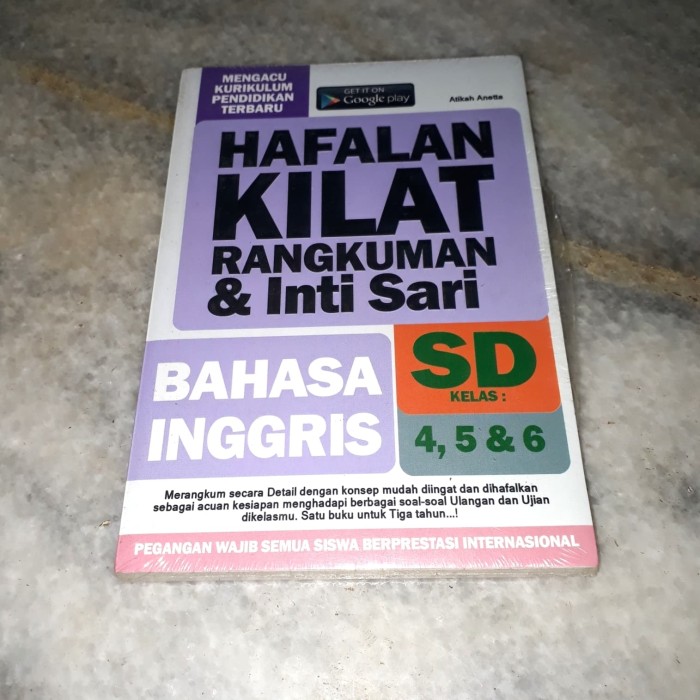 MENGACU
KURIKULUM
PENDIDIKAN
TERBARU
GET IT ON
Google play
Atikah Anetta
HAFALAN
KILAT
RANGKUMAN
& Inti Sari
BAHASA
INGGRIS
SD
KELAS :
4, 5 & 6
Merangkum secara Detail dengan konsep mudah diingat dan dihafalkan
sebagai acuan kesiapan menghadapi berbagai soal-soal Ulangan dan Ujian
dikelasmu. Satu buku untuk Tiga tahun...!
PEGANGAN WAJIB SEMUA SISWA BERPRESTASI INTERNASIONAL